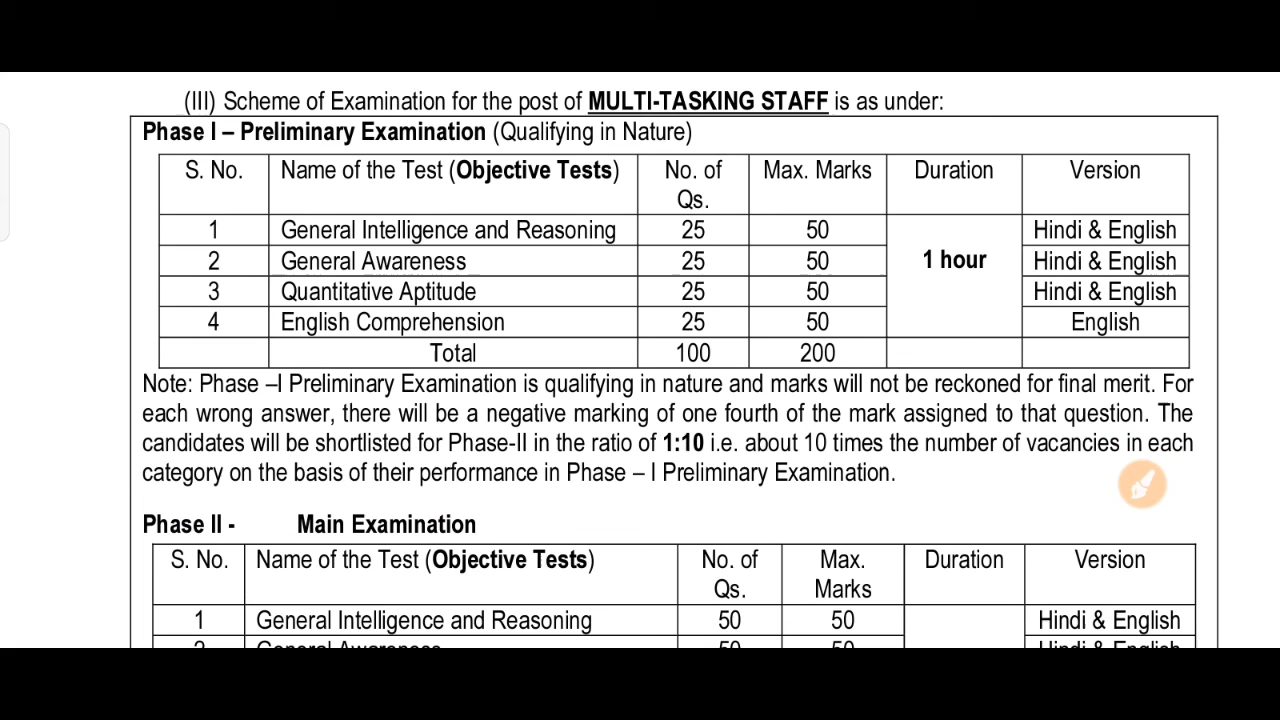 (III) Scheme of Examination for the post of MULTI-TASKING STAFF is as under:
Phase I – Preliminary Examination (Qualifying in Nature)
S. No. Name of the Test (Objective Tests) No. of Qs. Max. Marks Duration Version
1 General Intelligence and Reasoning 25 50 1 hour Hindi & English
2 General Awareness 25 50 Hindi & English
3 Quantitative Aptitude 25 50 Hindi & English
4 English Comprehension 25 50 English
Total 100 200
Note: Phase –I Preliminary Examination is qualifying in nature and marks will not be reckoned for final merit. For
each wrong answer, there will be a negative marking of one fourth of the mark assigned to that question. The
candidates will be shortlisted for Phase-II in the ratio of 1:10 i.e. about 10 times the number of vacancies in each
category on the basis of their performance in Phase – I Preliminary Examination.
Phase II - Main Examination
S. No. Name of the Test (Objective Tests) No. of Qs. Max. Marks Duration Version
1 General Intelligence and Reasoning 50 50 Hindi & English
2 General Awareness 50 50 Hindi & English